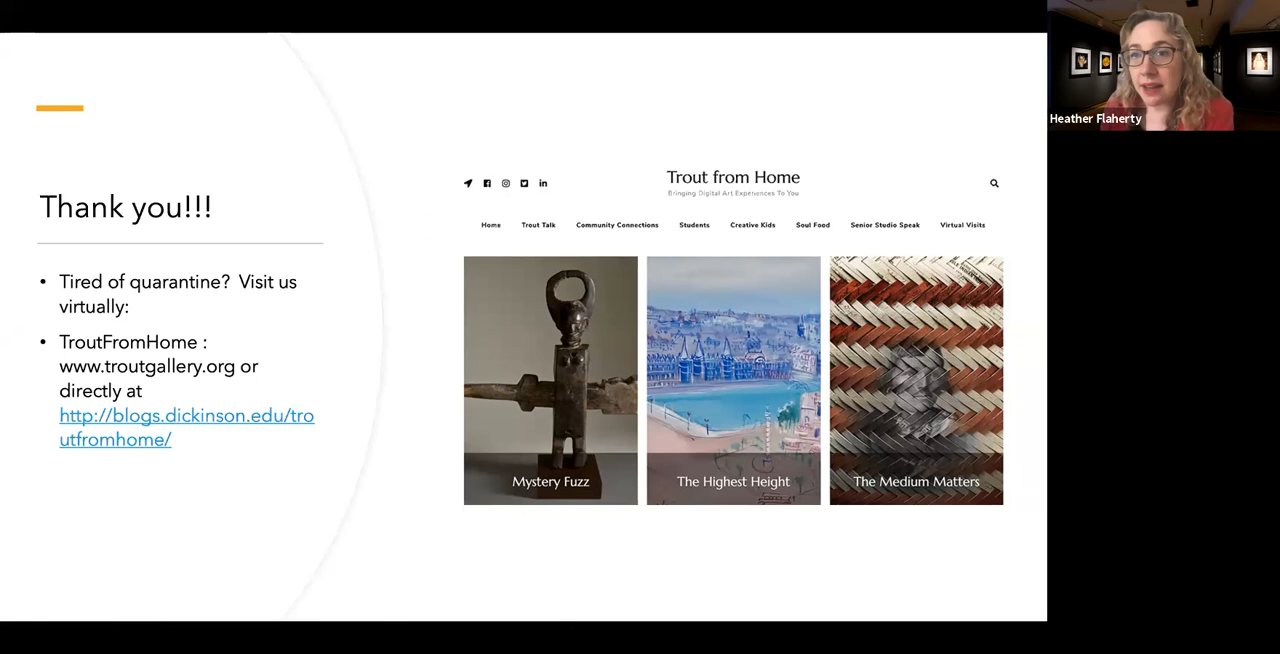 Thank you!!!
• Tired of quarantine? Visit us
virtually:
• TroutFromHome :
www.troutgallery.org or
directly at
http://blogs.dickinson.edu/tro
utfromhome/
Trout from Home
Bringing Digital Art Experiences To You
Home Trout Talk Community Connections Students Creative Kids Soul Food Senior Studio Speak Virtual Visits
Mystery Fuzz
The Highest Height
The Medium Matters
Heather Flaherty